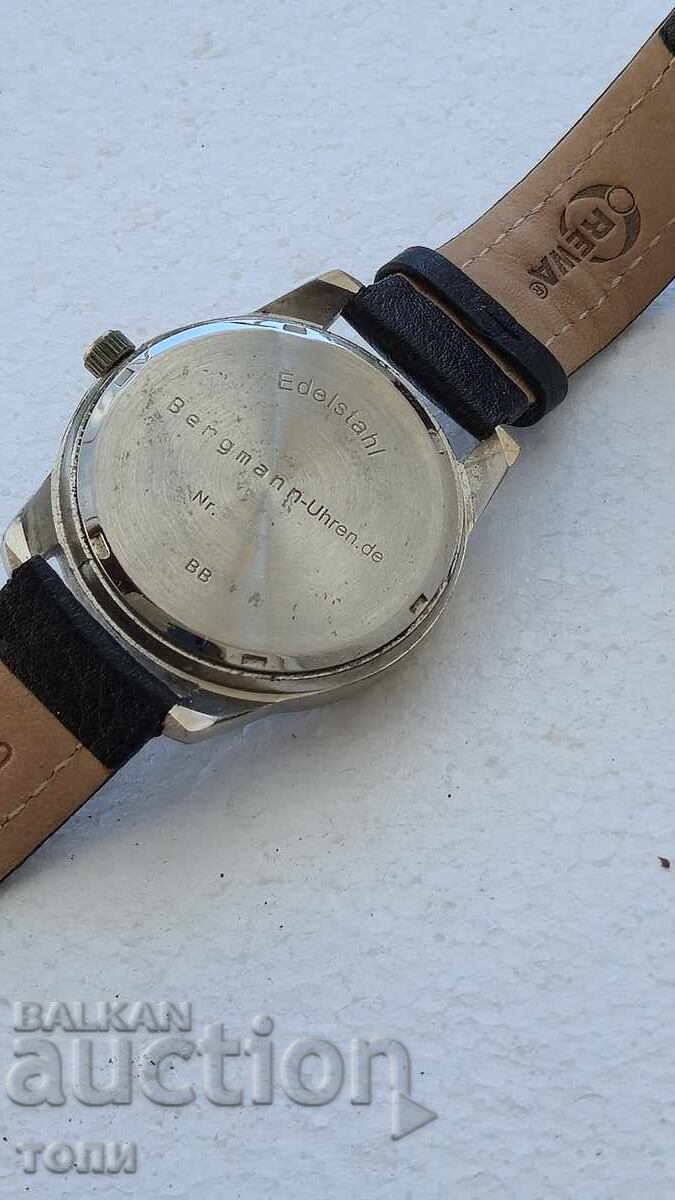 REWA®
Edelstahl
Bergmann-Uhren.de
Nr.
BB
BALKAN
auction
топи